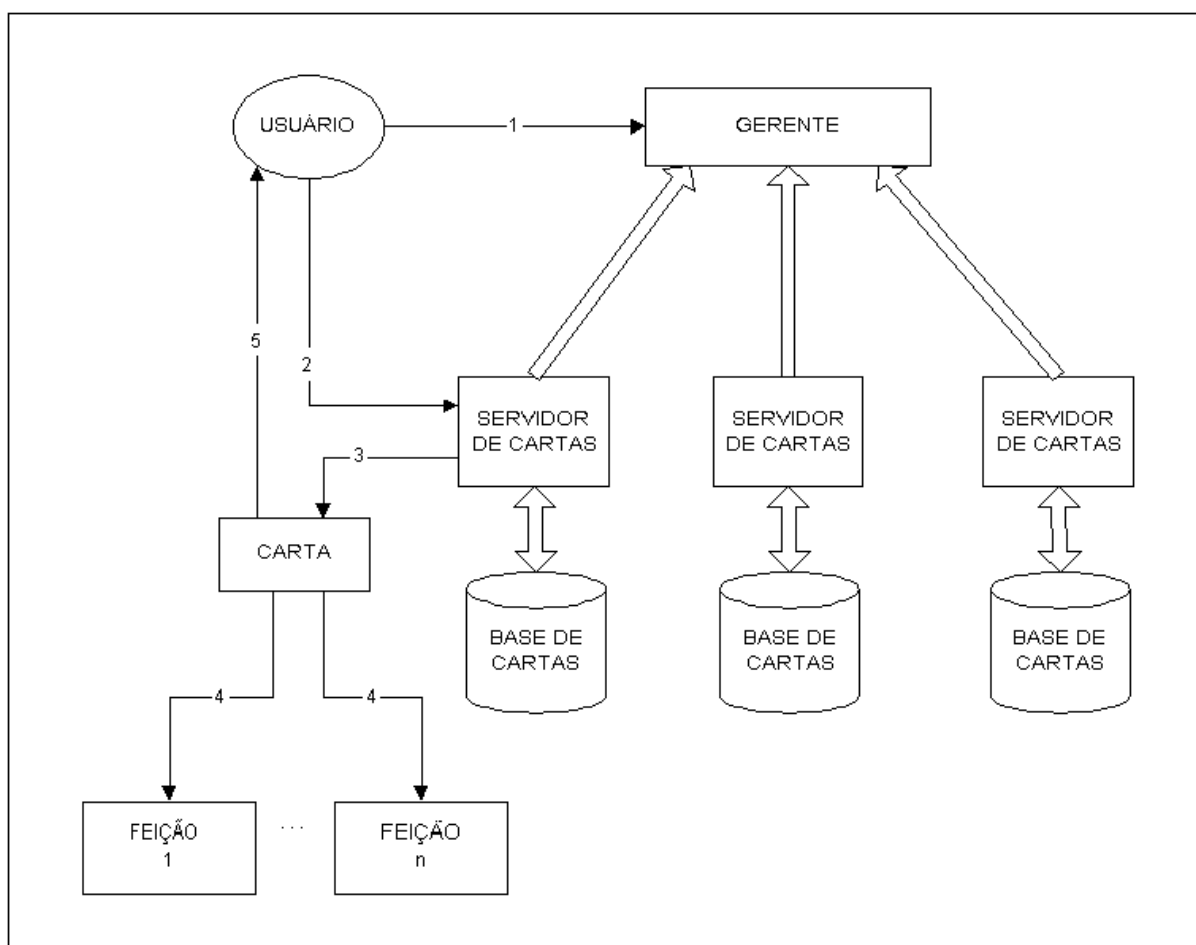 USUÁRIO
1
GERENTE
5
2
SERVIDOR
DE CARTAS
SERVIDOR
DE CARTAS
SERVIDOR
DE CARTAS
3
CARTA
BASE DE
CARTAS
BASE DE
CARTAS
BASE DE
CARTAS
4
4
FEIÇÃO
1
...
FEIÇÃO
n